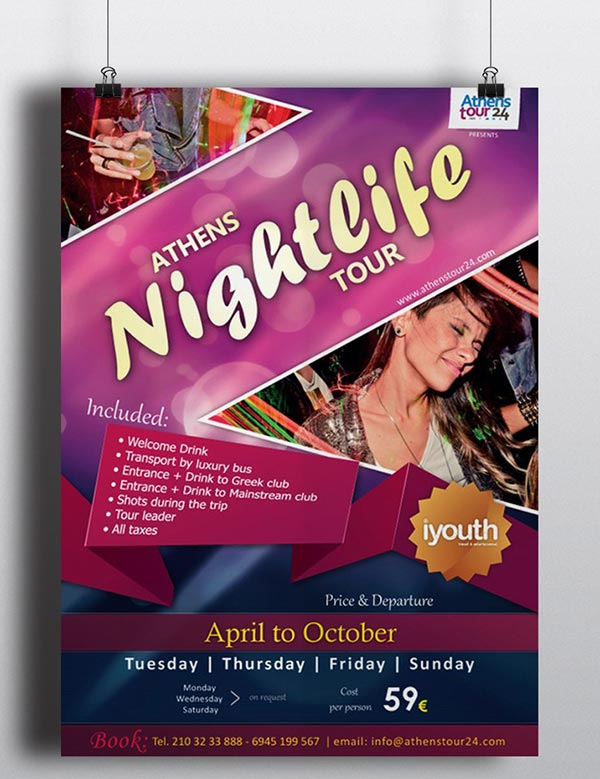 Athens
tour24
PRESENTS
ATHENS
Nightlife
TOUR
www.athenstour24.com
Included:
• Welcome Drink
• Transport by luxury bus
• Entrance + Drink to Greek club
• Entrance + Drink to Mainstream club
• Shots during the trip
• Tour leader
• All taxes
iyouth
Price & Departure
April to October
Tuesday | Thursday | Friday | Sunday
Monday
Wednesday > on request
Saturday
Cost
per person 59€
Book: Tel. 210 32 33 888 - 6945 199 567 | email: info@athenstour24.com